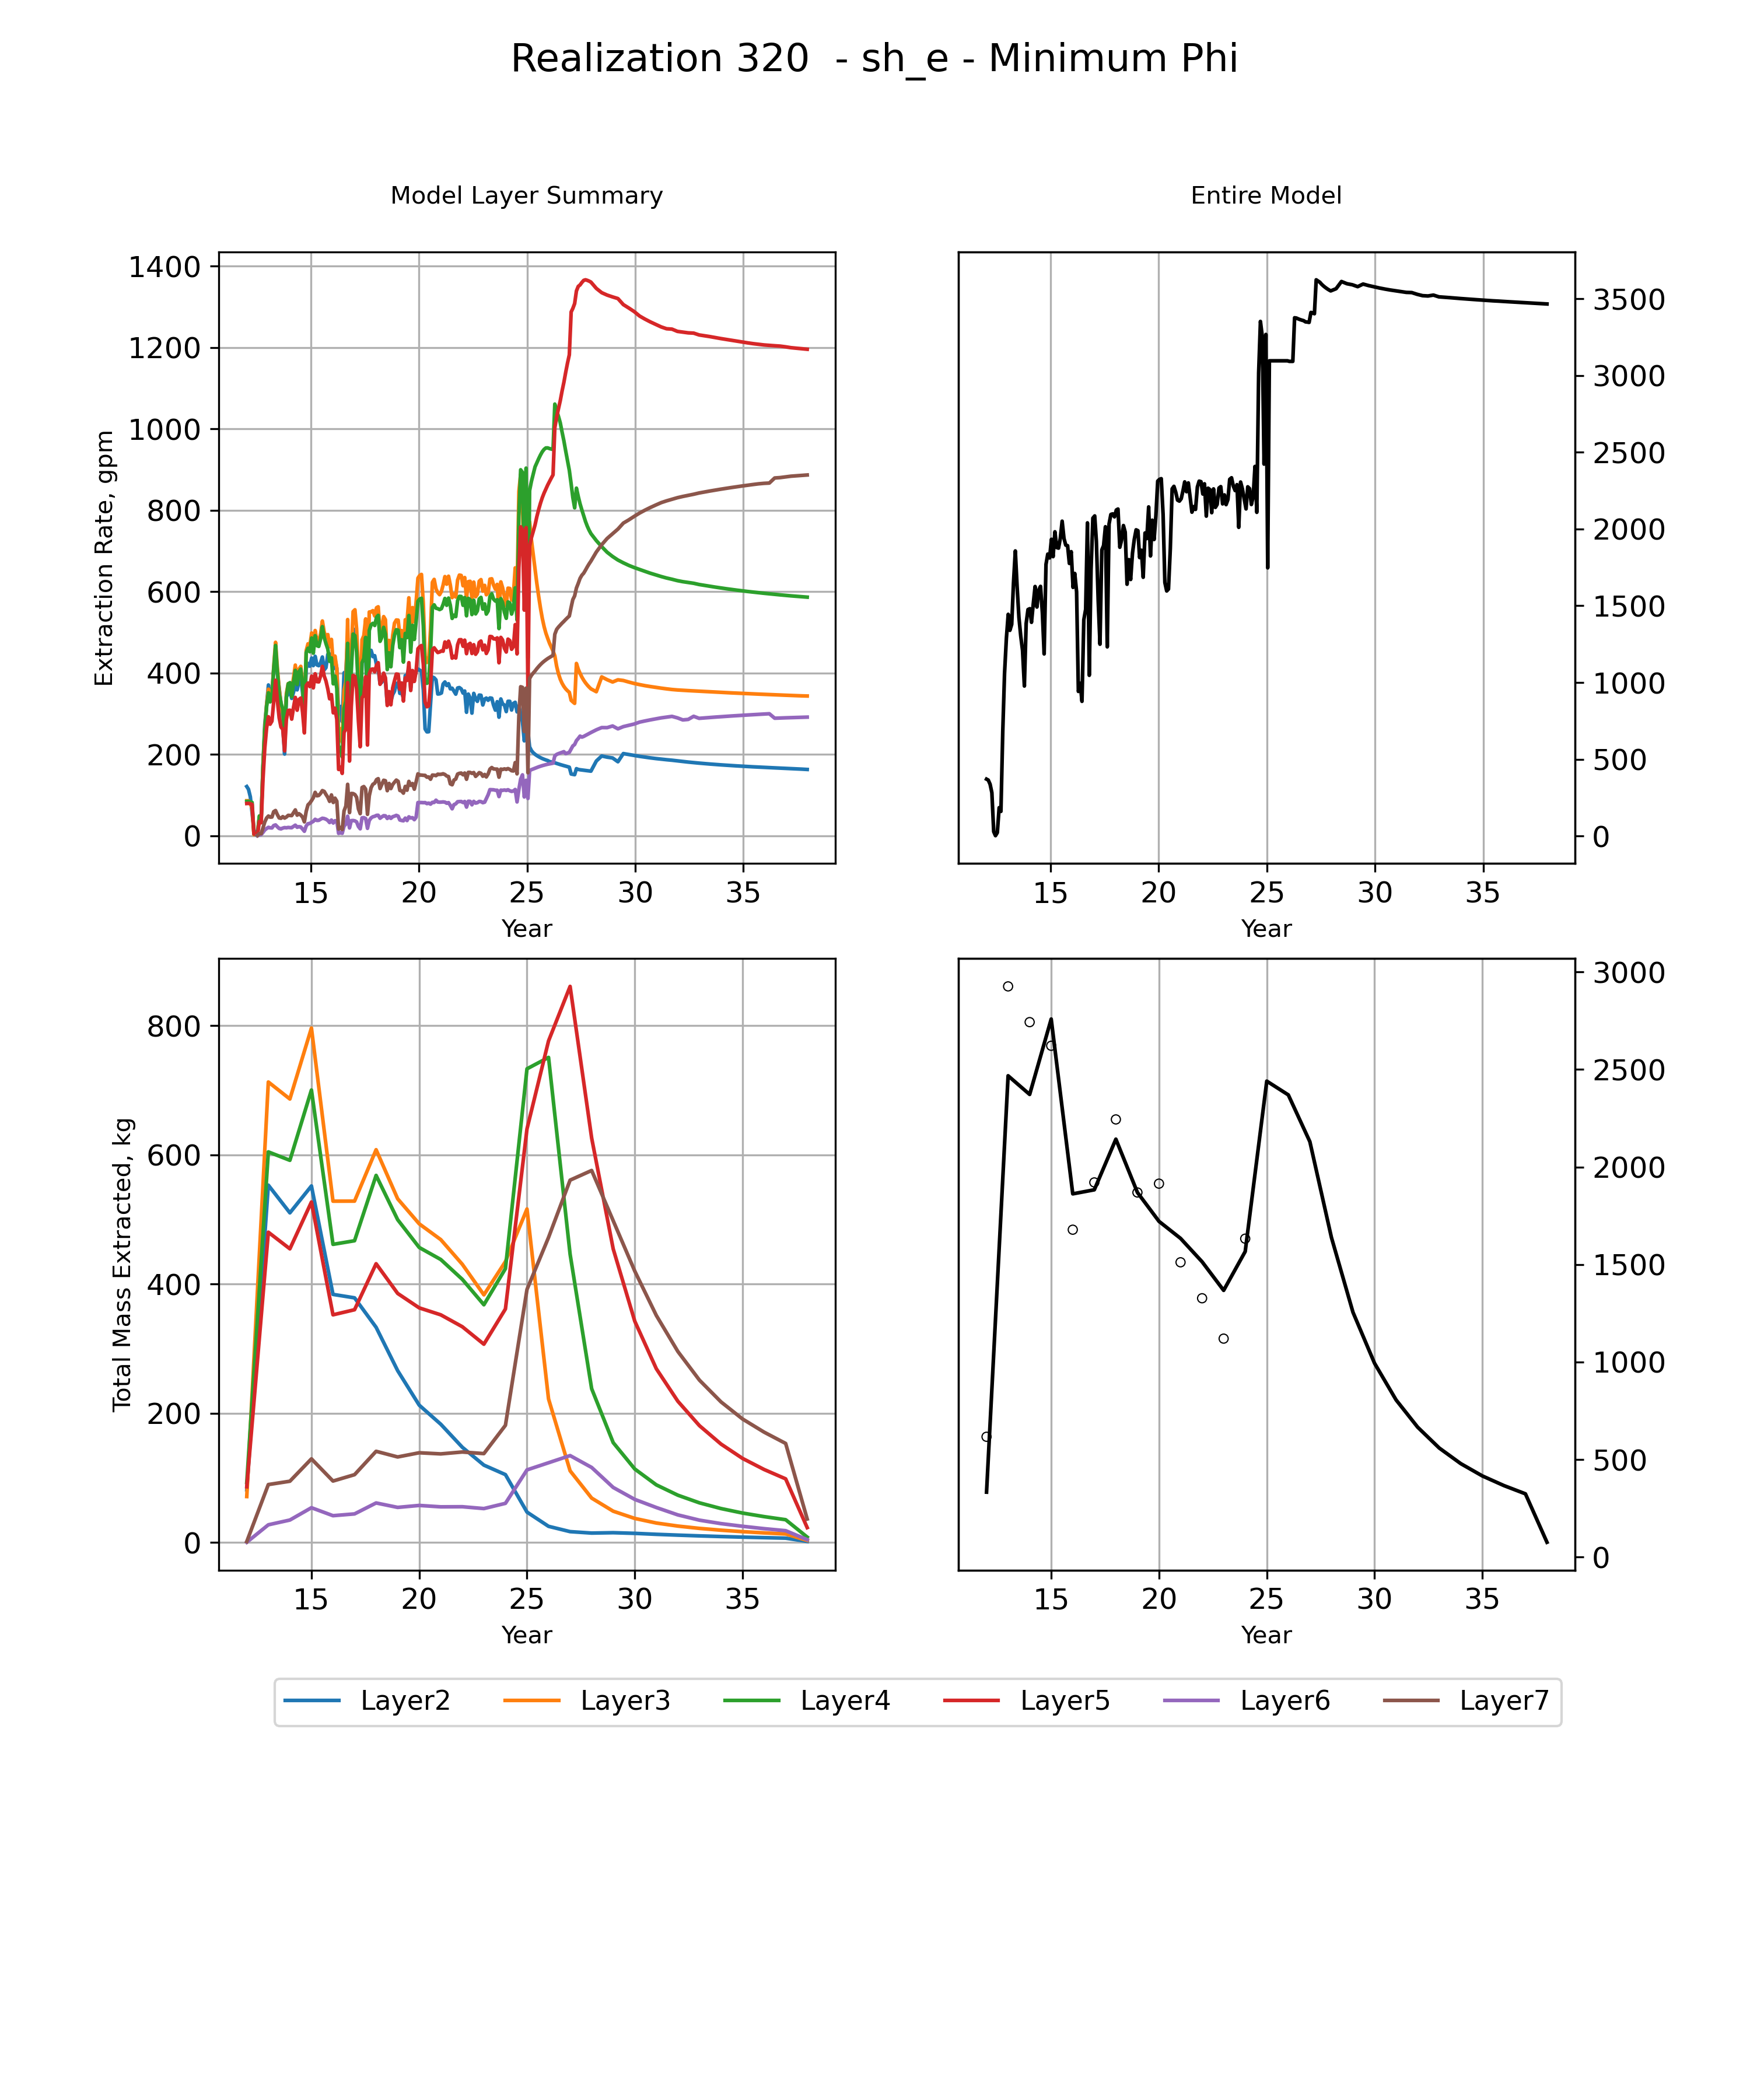 Realization 320  - sh_e - Minimum Phi
Model Layer Summary
Entire Model
1400
1200
1000
800
600
400
200
0
Extraction Rate, gpm
15 20 25 30 35
Year
3500
3000
2500
2000
1500
1000
500
0
15 20 25 30 35
Year
800
600
400
200
0
Total Mass Extracted, kg
15 20 25 30 35
Year
3000
2500
2000
1500
1000
500
0
15 20 25 30 35
Year
Layer2 Layer3 Layer4 Layer5 Layer6 Layer7